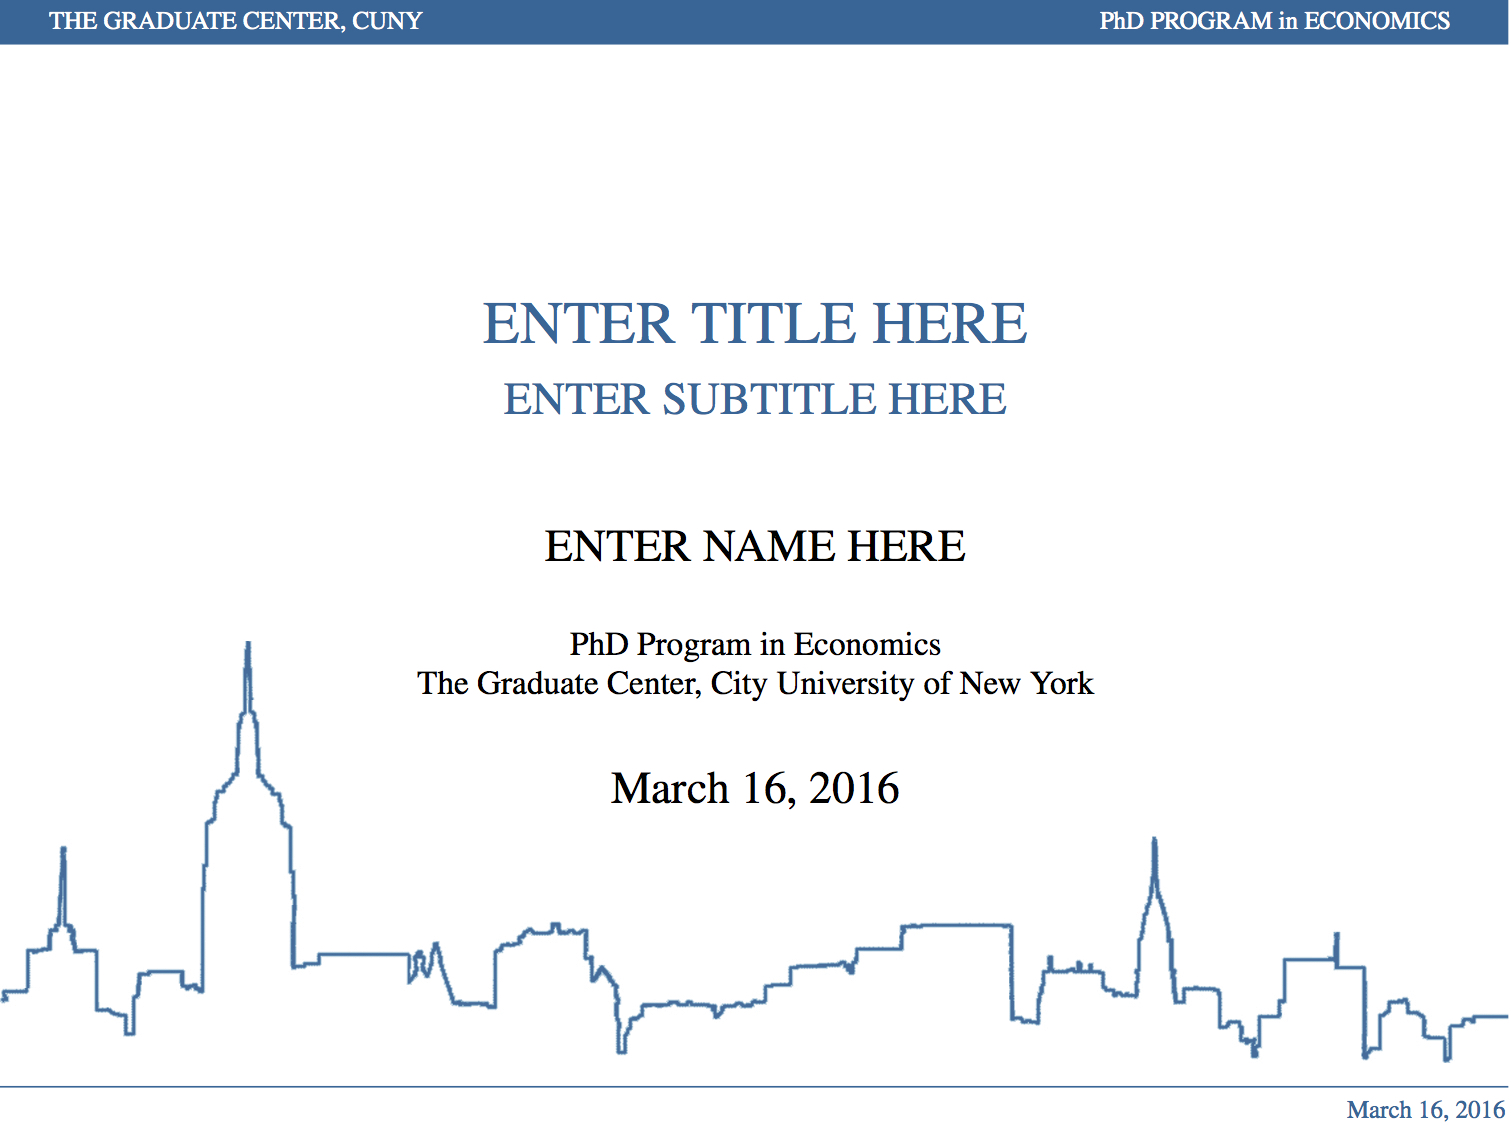 THE GRADUATE CENTER, CUNY
PhD PROGRAM in ECONOMICS
ENTER TITLE HERE
ENTER SUBTITLE HERE
ENTER NAME HERE
PhD Program in Economics
The Graduate Center, City University of New York
March 16, 2016
March 16, 2016